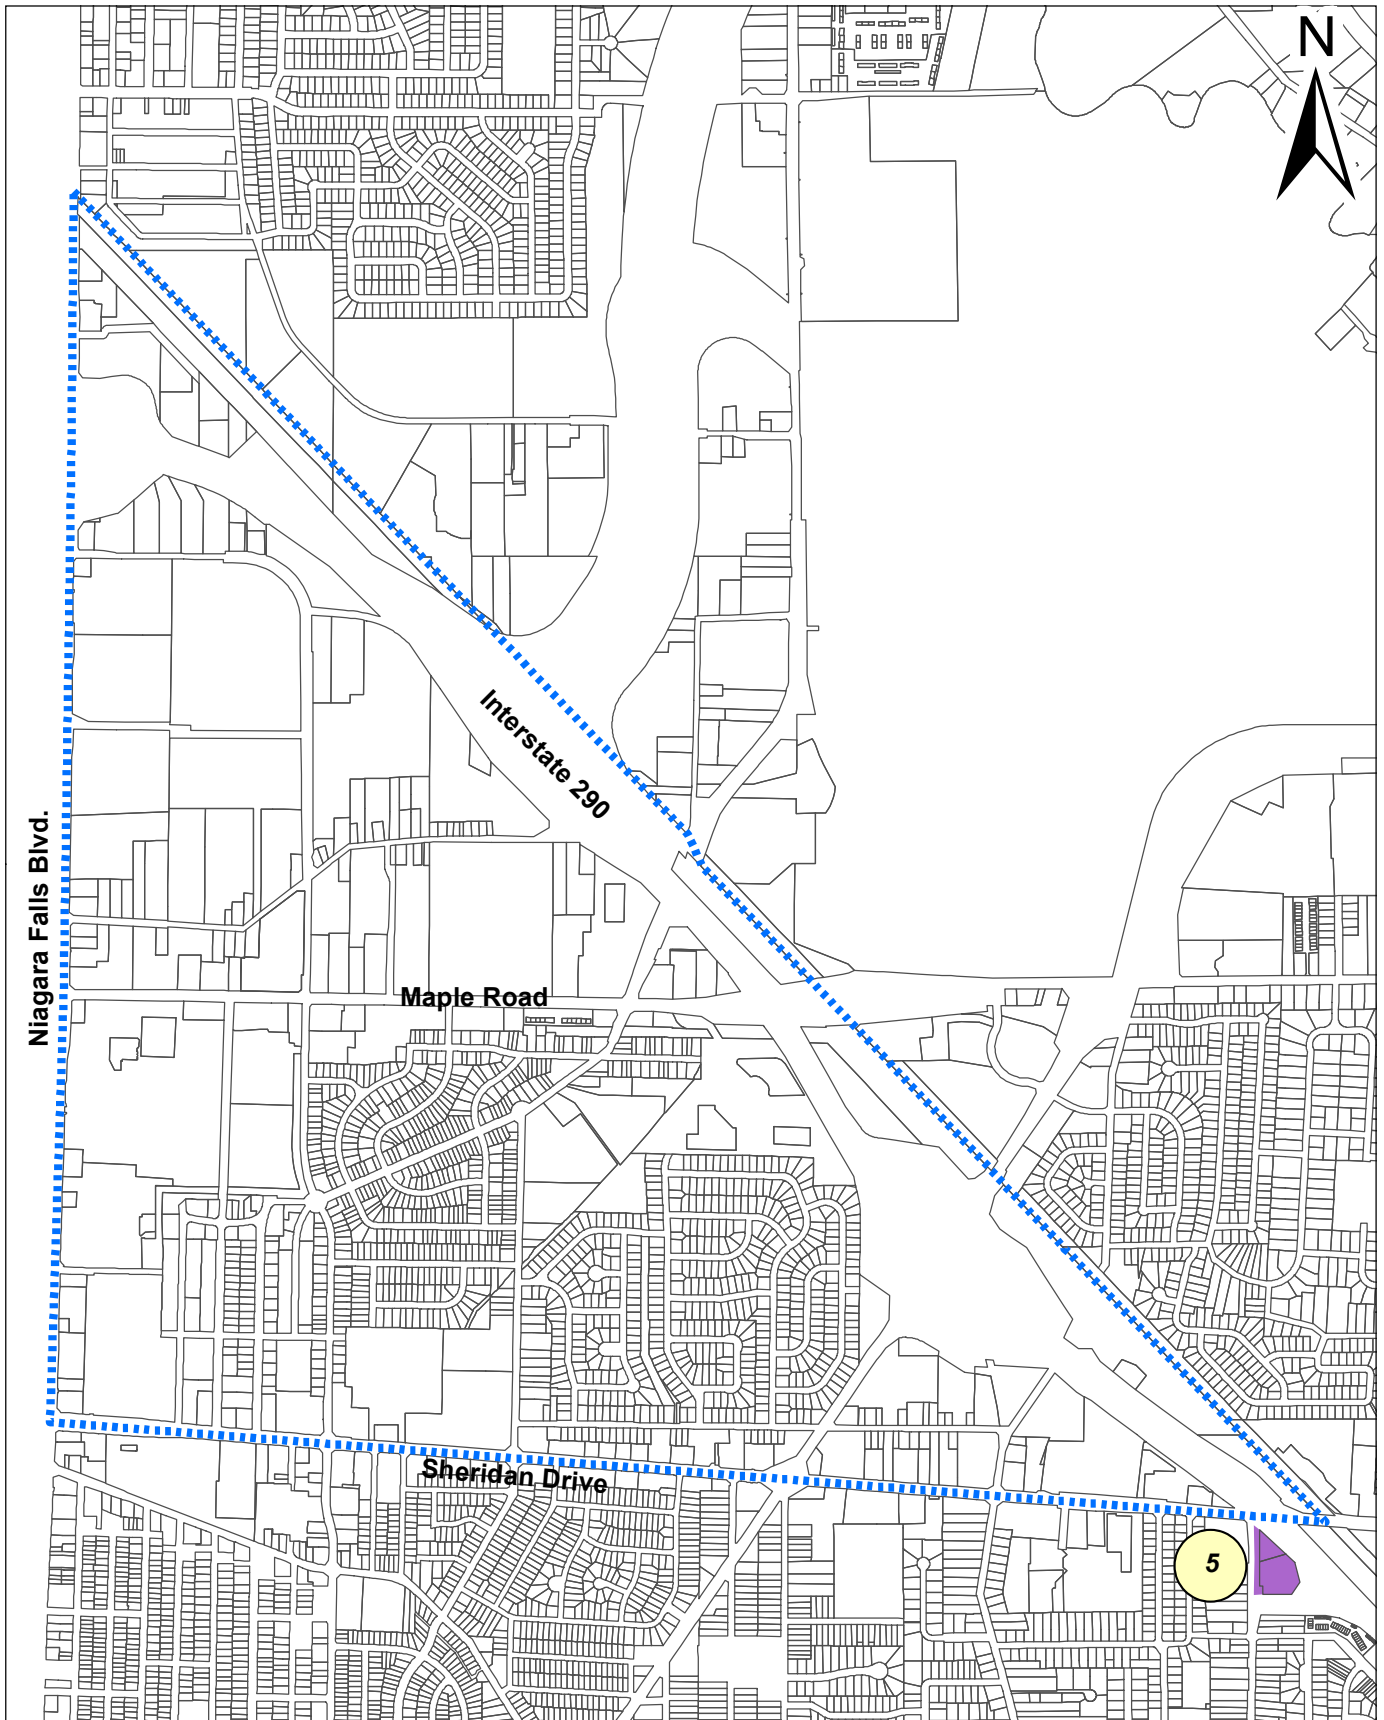 N
Interstate 290
Niagara Falls Blvd.
Maple Road
Sheridan Drive
5